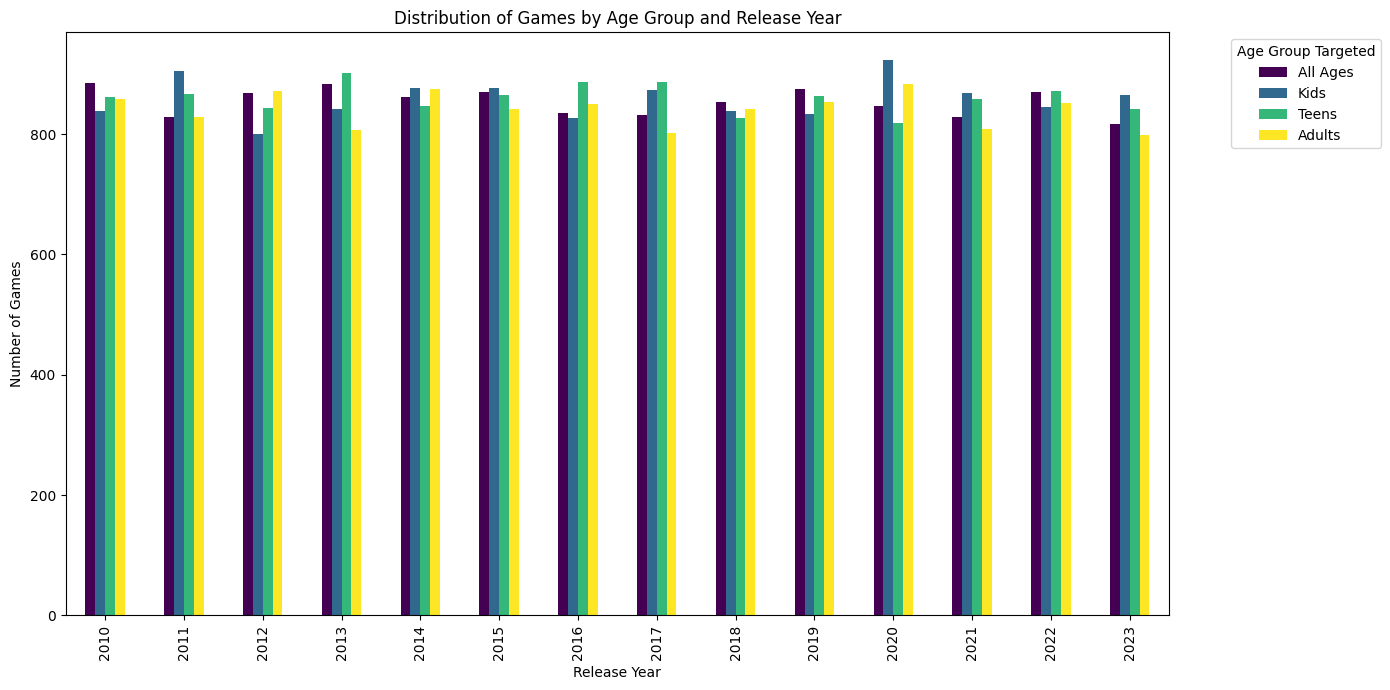 Distribution of Games by Age Group and Release Year
Age Group Targeted
All Ages
Kids
Teens
Adults
Number of Games
800
600
400
200
0
2010
2011
2012
2013
2014
2015
2016
2017
2018
2019
2020
2021
2022
2023
Release Year